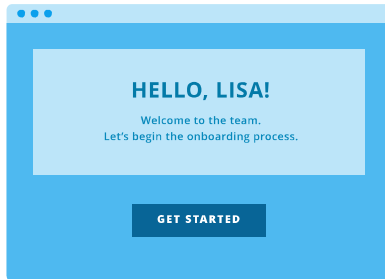 HELLO, LISA!
Welcome to the team.
Let's begin the onboarding process.
GET STARTED